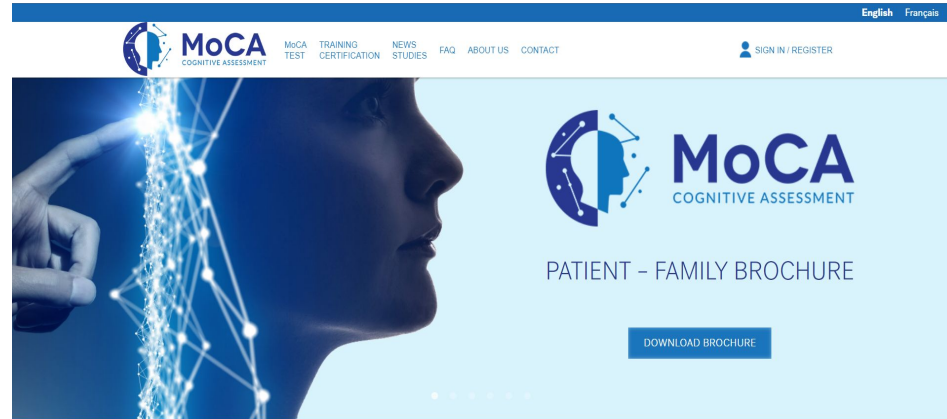 English Français
MoCA
COGNITIVE ASSESSMENT
MoCA
TEST
TRAINING
CERTIFICATION
NEWS
STUDIES
FAQ
ABOUT US
CONTACT
SIGN IN / REGISTER
MoCA
COGNITIVE ASSESSMENT
PATIENT – FAMILY BROCHURE
DOWNLOAD BROCHURE